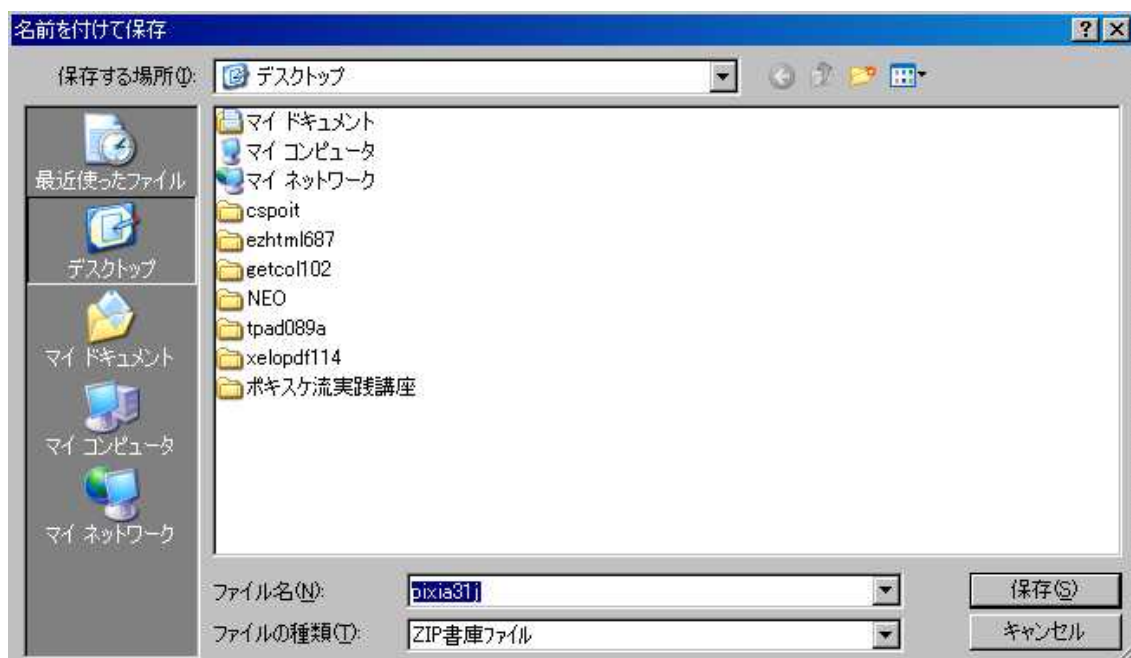 名前を付けて保存
保存する場所(I):
デスクトップ
最近使ったファイル
デスクトップ
マイ ドキュメント
マイ コンピュータ
マイ ネットワーク
マイ ドキュメント
マイ コンピュータ
マイ ネットワーク
cspoit
ezhtml687
getcol102
NEO
tpad089a
xelopdf114
ポキスケ流実践講座
ファイル名(N):
pixia31j
保存(S)
ファイルの種類(T):
ZIP書庫ファイル
キャンセル